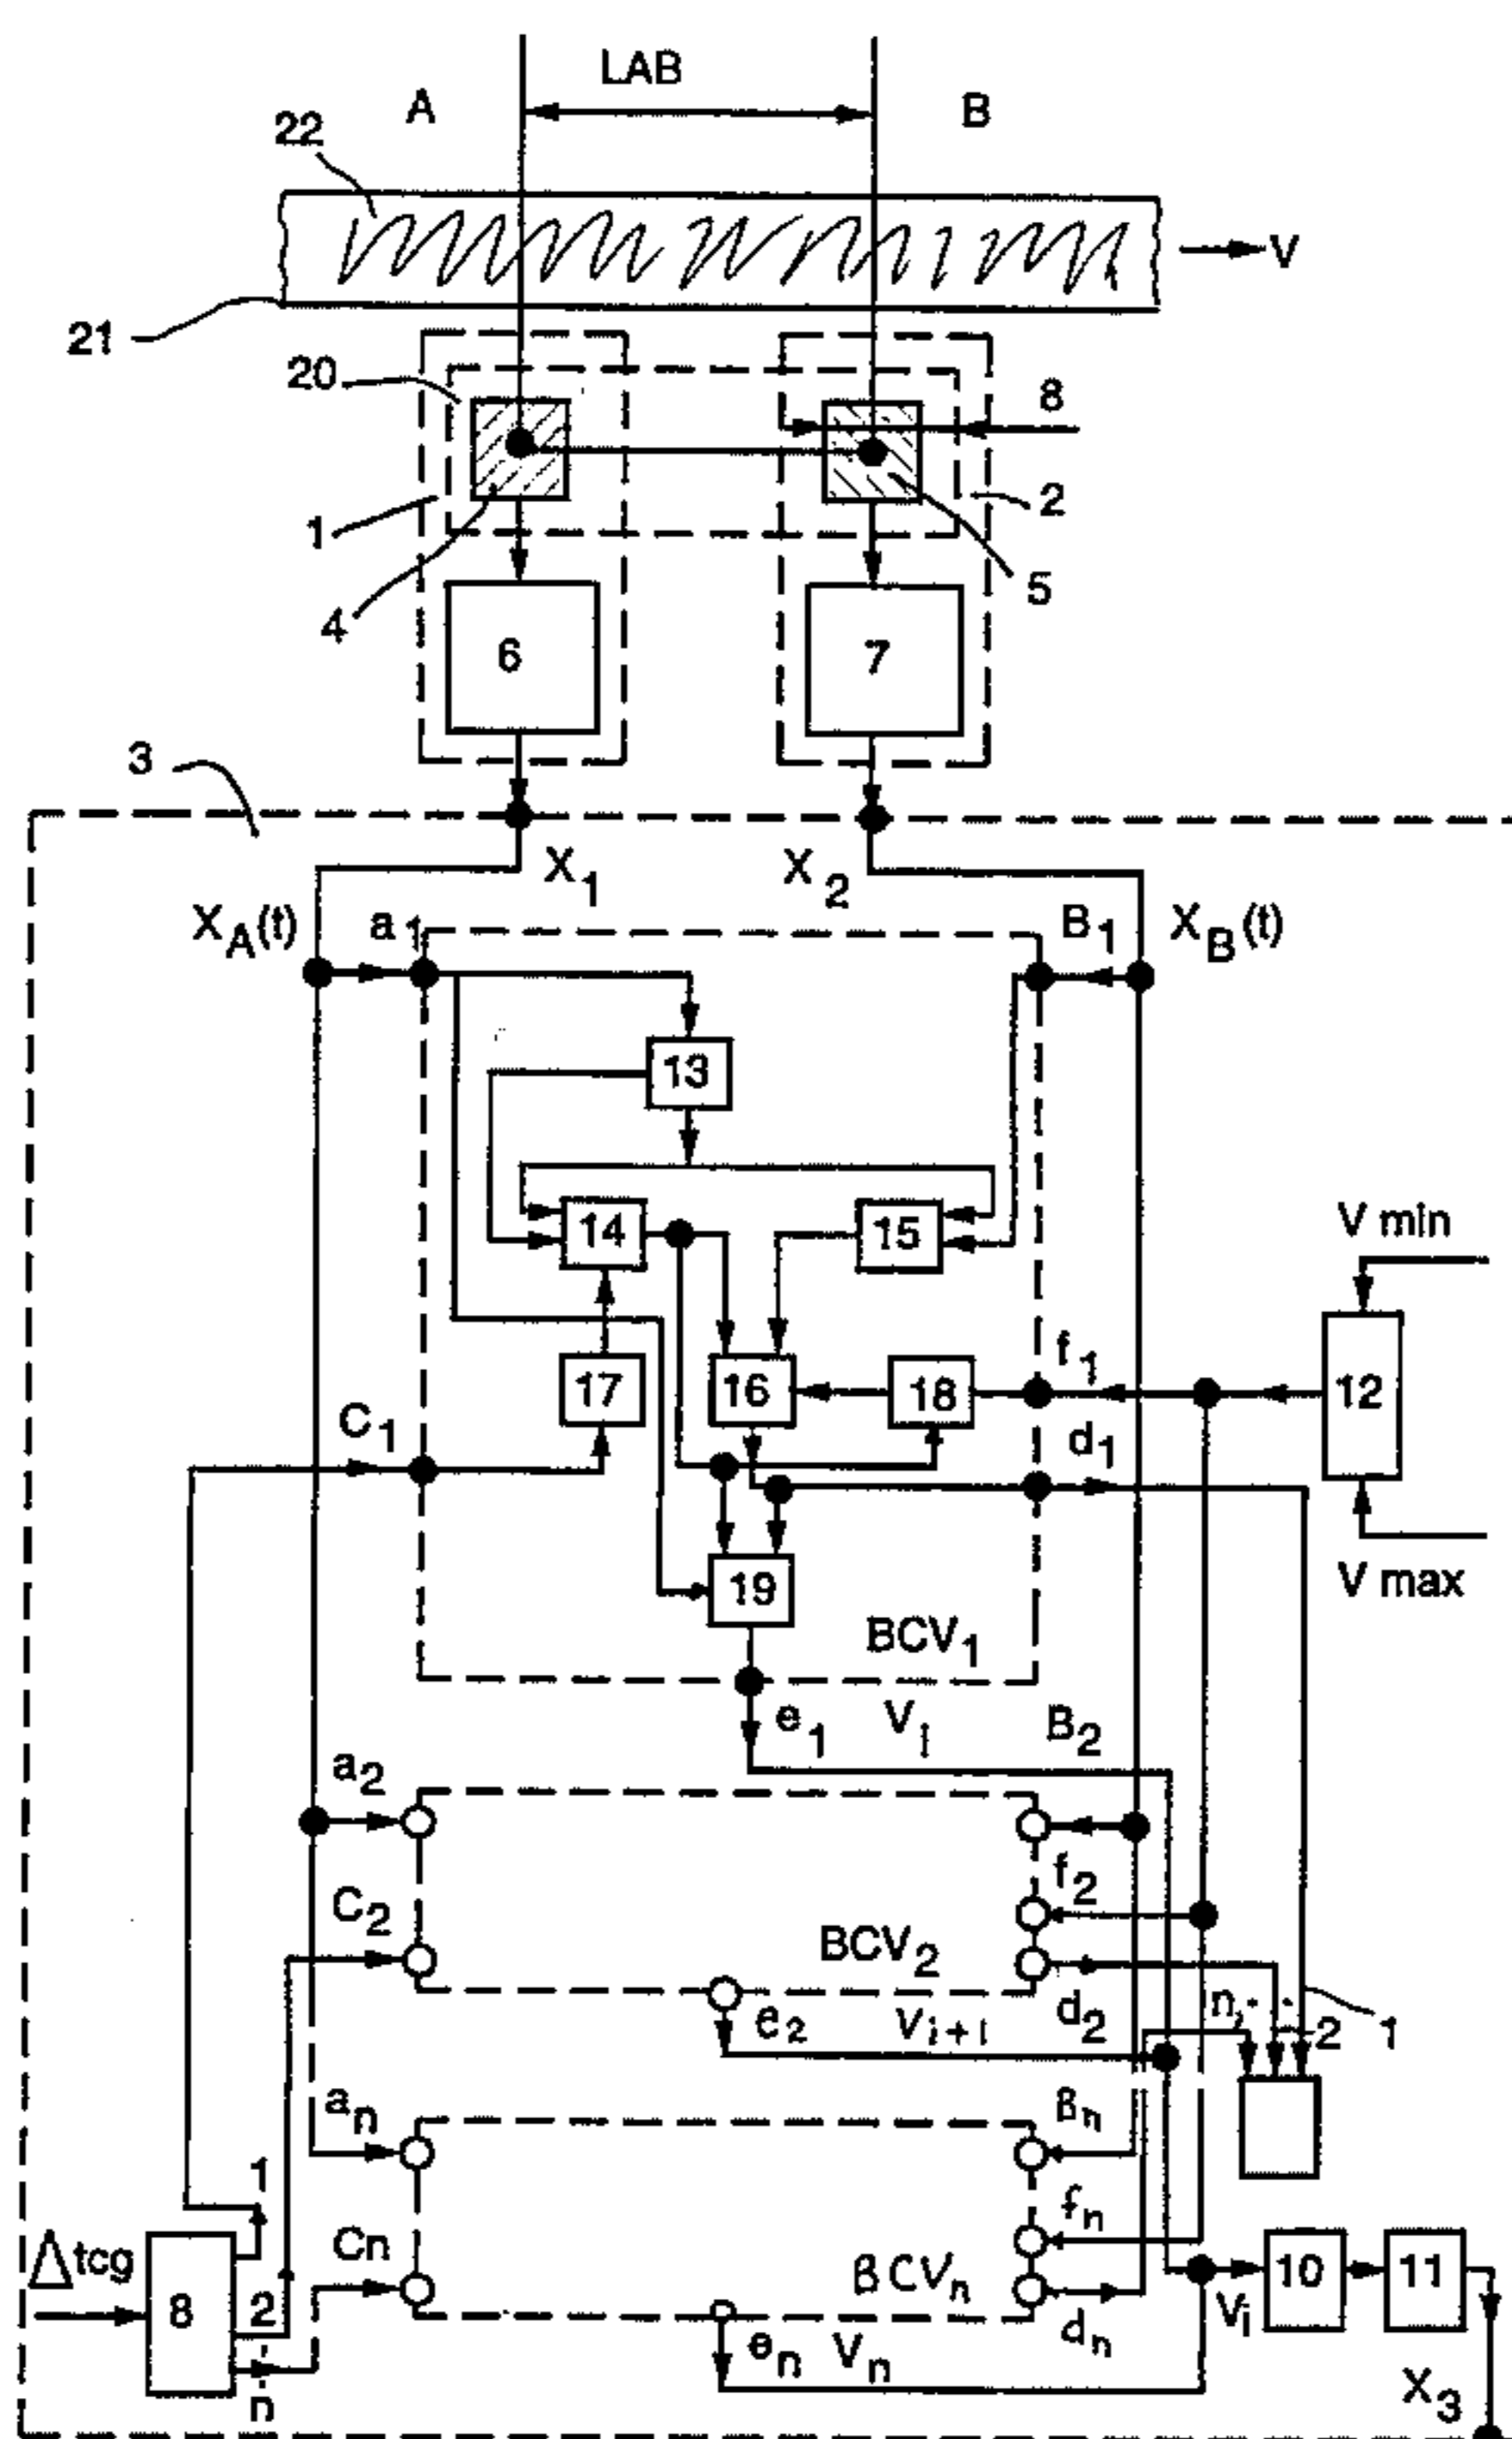 LAB
A
B
22
V
21
20
8
1
2
4
5
6
7
3
X1
X2
XA(t)
a1
B1
XB(t)
13
14
15
V min
17
16
18
f1
12
C1
d1
19
V max
BCV1
e1
Vi
B2
a2
f2
C2
BCV2
d2
n
2
1
e2
Vi+1
an
Bn
1
fn
Δtcg
Cn
BCVn
8
2
10
11
Vi
n
en
Vn
dn
X3